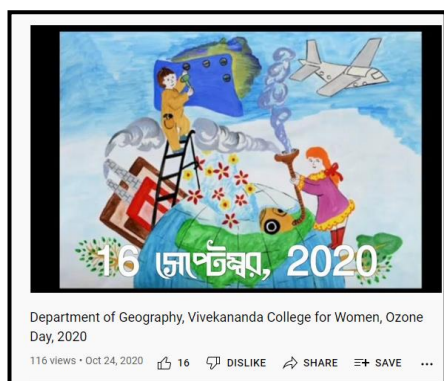 16 সেপ্টেম্বর, 2020
Department of Geography, Vivekananda College for Women, Ozone
Day, 2020
116 views • Oct 24, 2020 16 DISLIKE SHARE SAVE ...